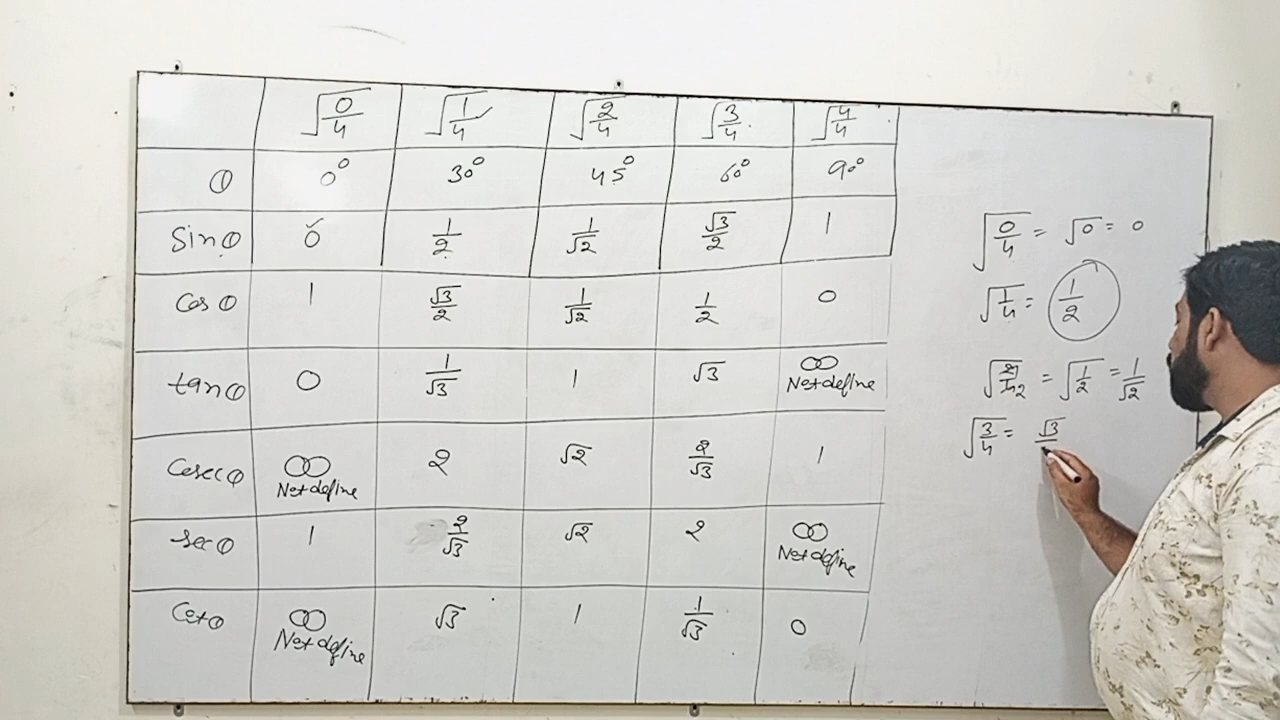 √0/4 √1/4 √2/4 √3/4 √4/4
θ 0° 30° 45° 60° 90°
Sinθ 0 1/2 1/√2 √3/2 1
Cosθ 1 √3/2 1/√2 1/2 0
tanθ 0 1/√3 1 √3 ∞ Not define
Cosecθ ∞ Not define 2 √2 2/√3 1
Secθ 1 2/√3 √2 2 ∞ Not define
Cotθ ∞ Not define √3 1 1/√3 0
√0/4 = √0 = 0
√1/4 = 1/2
√2/4 2 = √1/2 = 1/√2
√3/4 = √3